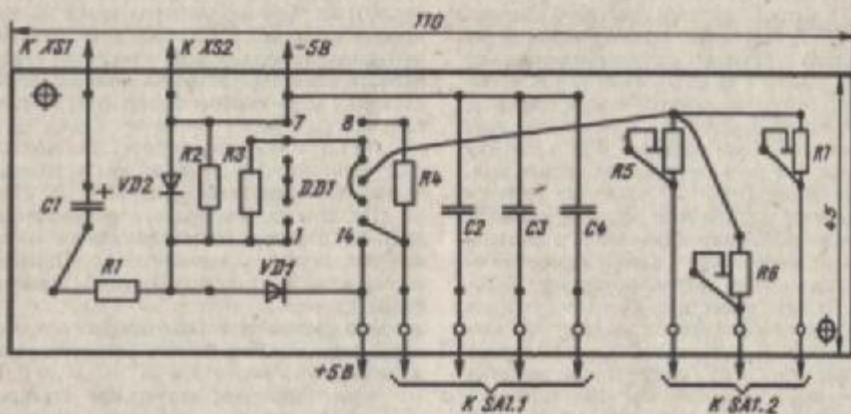 110
К XS1 К XS2 -5В
7 8
R2 R3 R4 R5 R7
C1 + VD2 DD1 C2 C3 C4
45
1 14
R1 VD1 R6
+5В
К SA1.1 К SA1.2